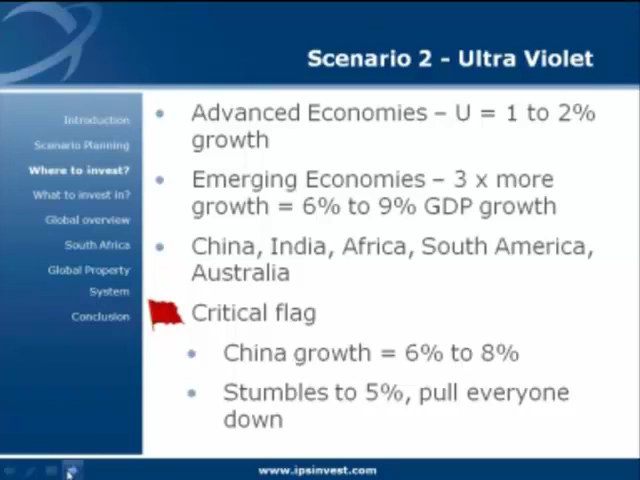 Scenario 2 - Ultra Violet
Introduction
Scenario Planning
Where to invest?
What to invest in?
Global overview
South Africa
Global Property
System
Conclusion
• Advanced Economies – U = 1 to 2%
growth
• Emerging Economies – 3 x more
growth = 6% to 9% GDP growth
• China, India, Africa, South America,
Australia
Critical flag
• China growth = 6% to 8%
• Stumbles to 5%, pull everyone
down
www.ipsinvest.com